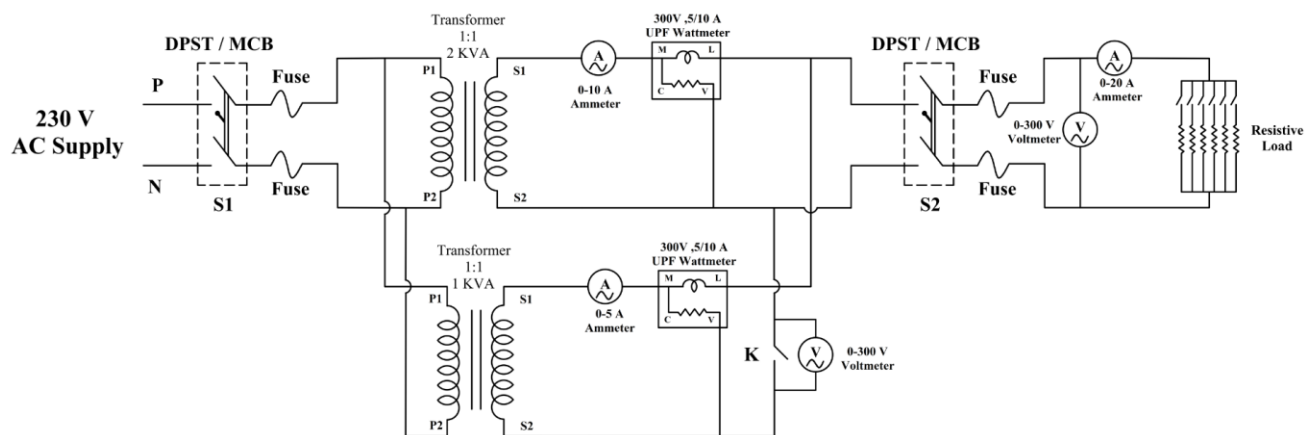 Transformer
1:1
2 KVA
300V ,5/10 A
UPF Wattmeter
DPST / MCB
DPST / MCB
P
Fuse
P1
S1
A
M
L
C
V
0-10 A
Ammeter
Fuse
A
0-20 A
Ammeter
230 V
AC Supply
0-300 V
Voltmeter
V
Resistive
Load
N
Fuse
S1
P2
S2
Fuse
S2
Transformer
1:1
1 KVA
300V ,5/10 A
UPF Wattmeter
P1
S1
A
M
L
C
V
0-5 A
Ammeter
K
V
0-300 V
Voltmeter
P2
S2